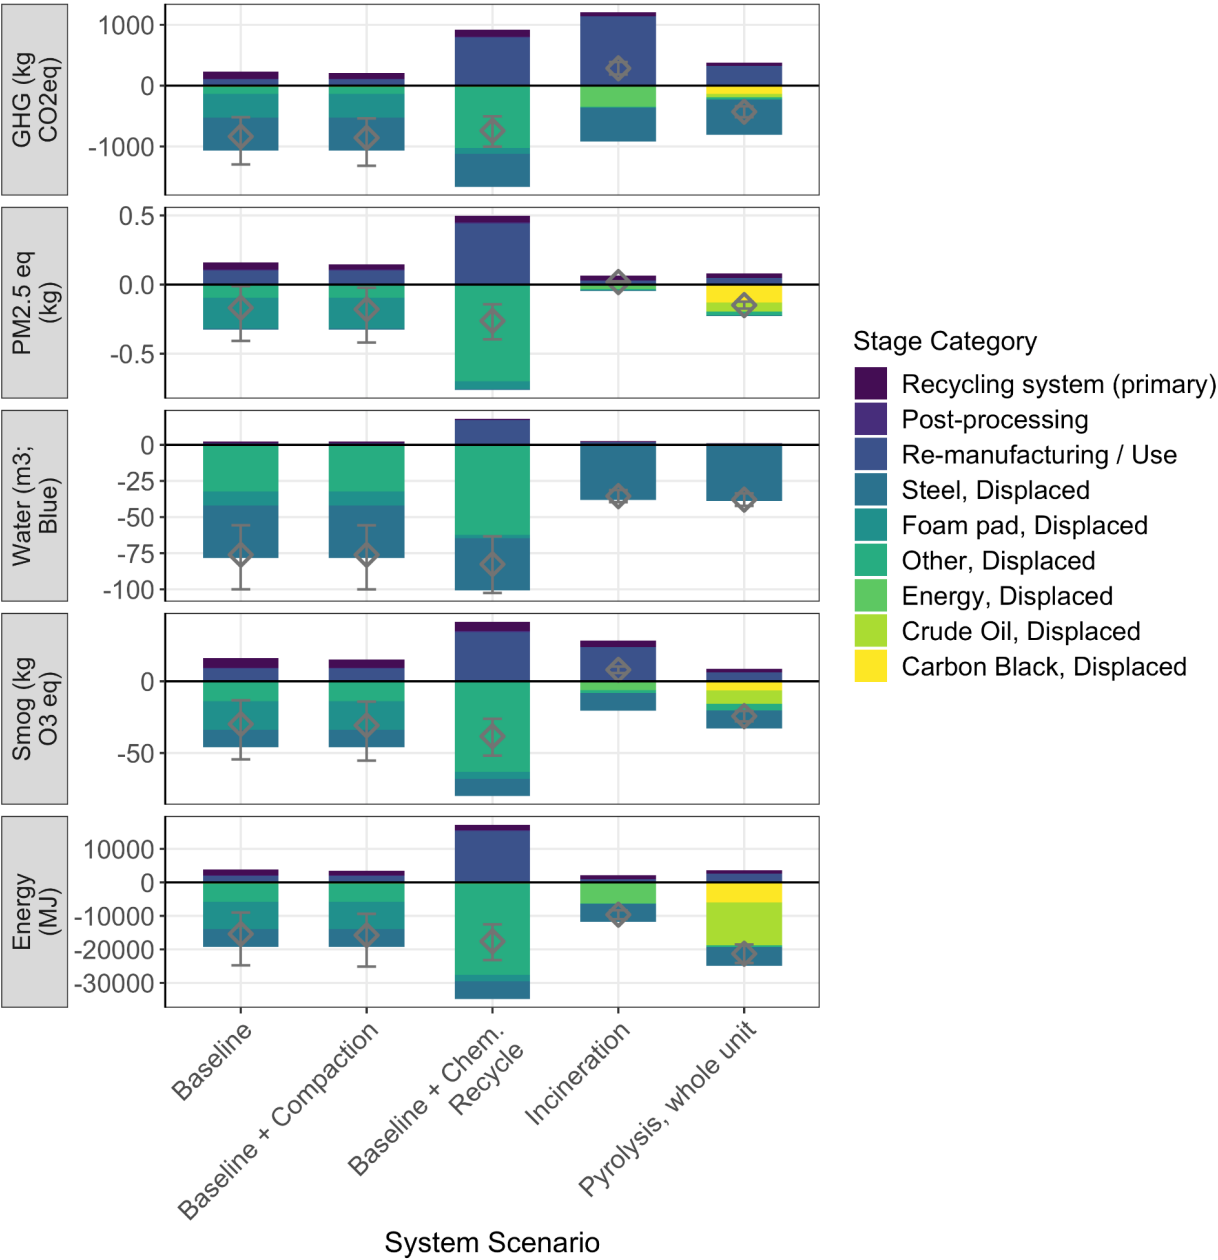 GHG (kg
CO2eq)
1000
0
-1000
PM2.5 eq
(kg)
0.5
0.0
-0.5
Water (m3;
Blue)
0
-25
-50
-75
-100
Smog (kg
O3 eq)
0
-50
Energy
(MJ)
10000
0
-10000
-20000
-30000
Baseline
Baseline + Compaction
Baseline + Chem.
Recycle
Incineration
Pyrolysis, whole unit
System Scenario
Stage Category
Recycling system (primary)
Post-processing
Re-manufacturing / Use
Steel, Displaced
Foam pad, Displaced
Other, Displaced
Energy, Displaced
Crude Oil, Displaced
Carbon Black, Displaced